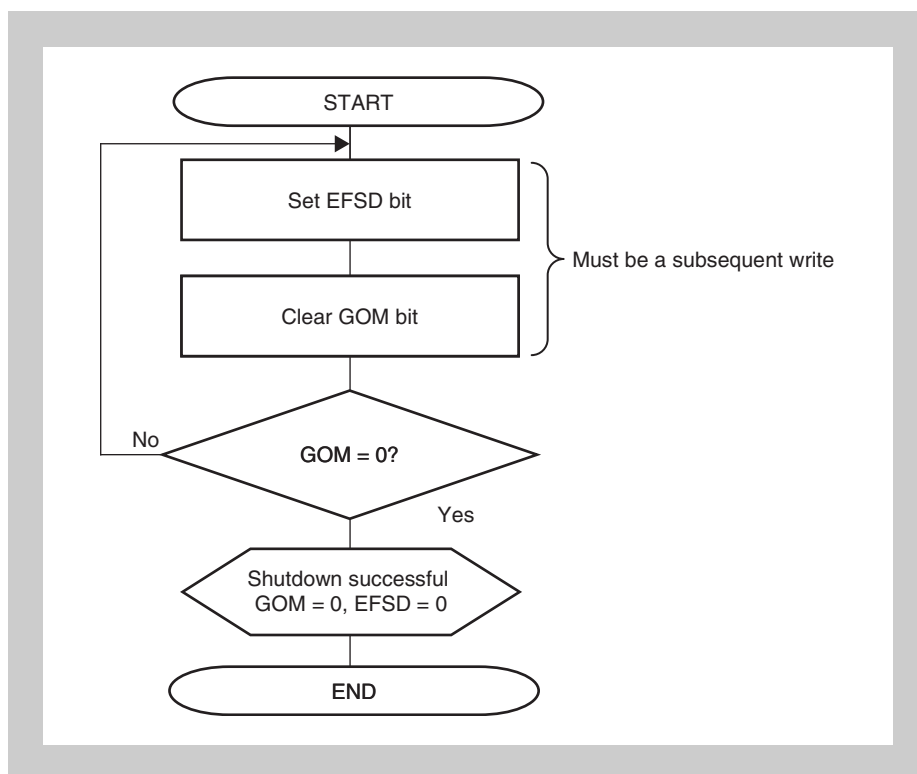 START
Set EFSD bit
Must be a subsequent write
Clear GOM bit
No
GOM = 0?
Yes
Shutdown successful
GOM = 0, EFSD = 0
END